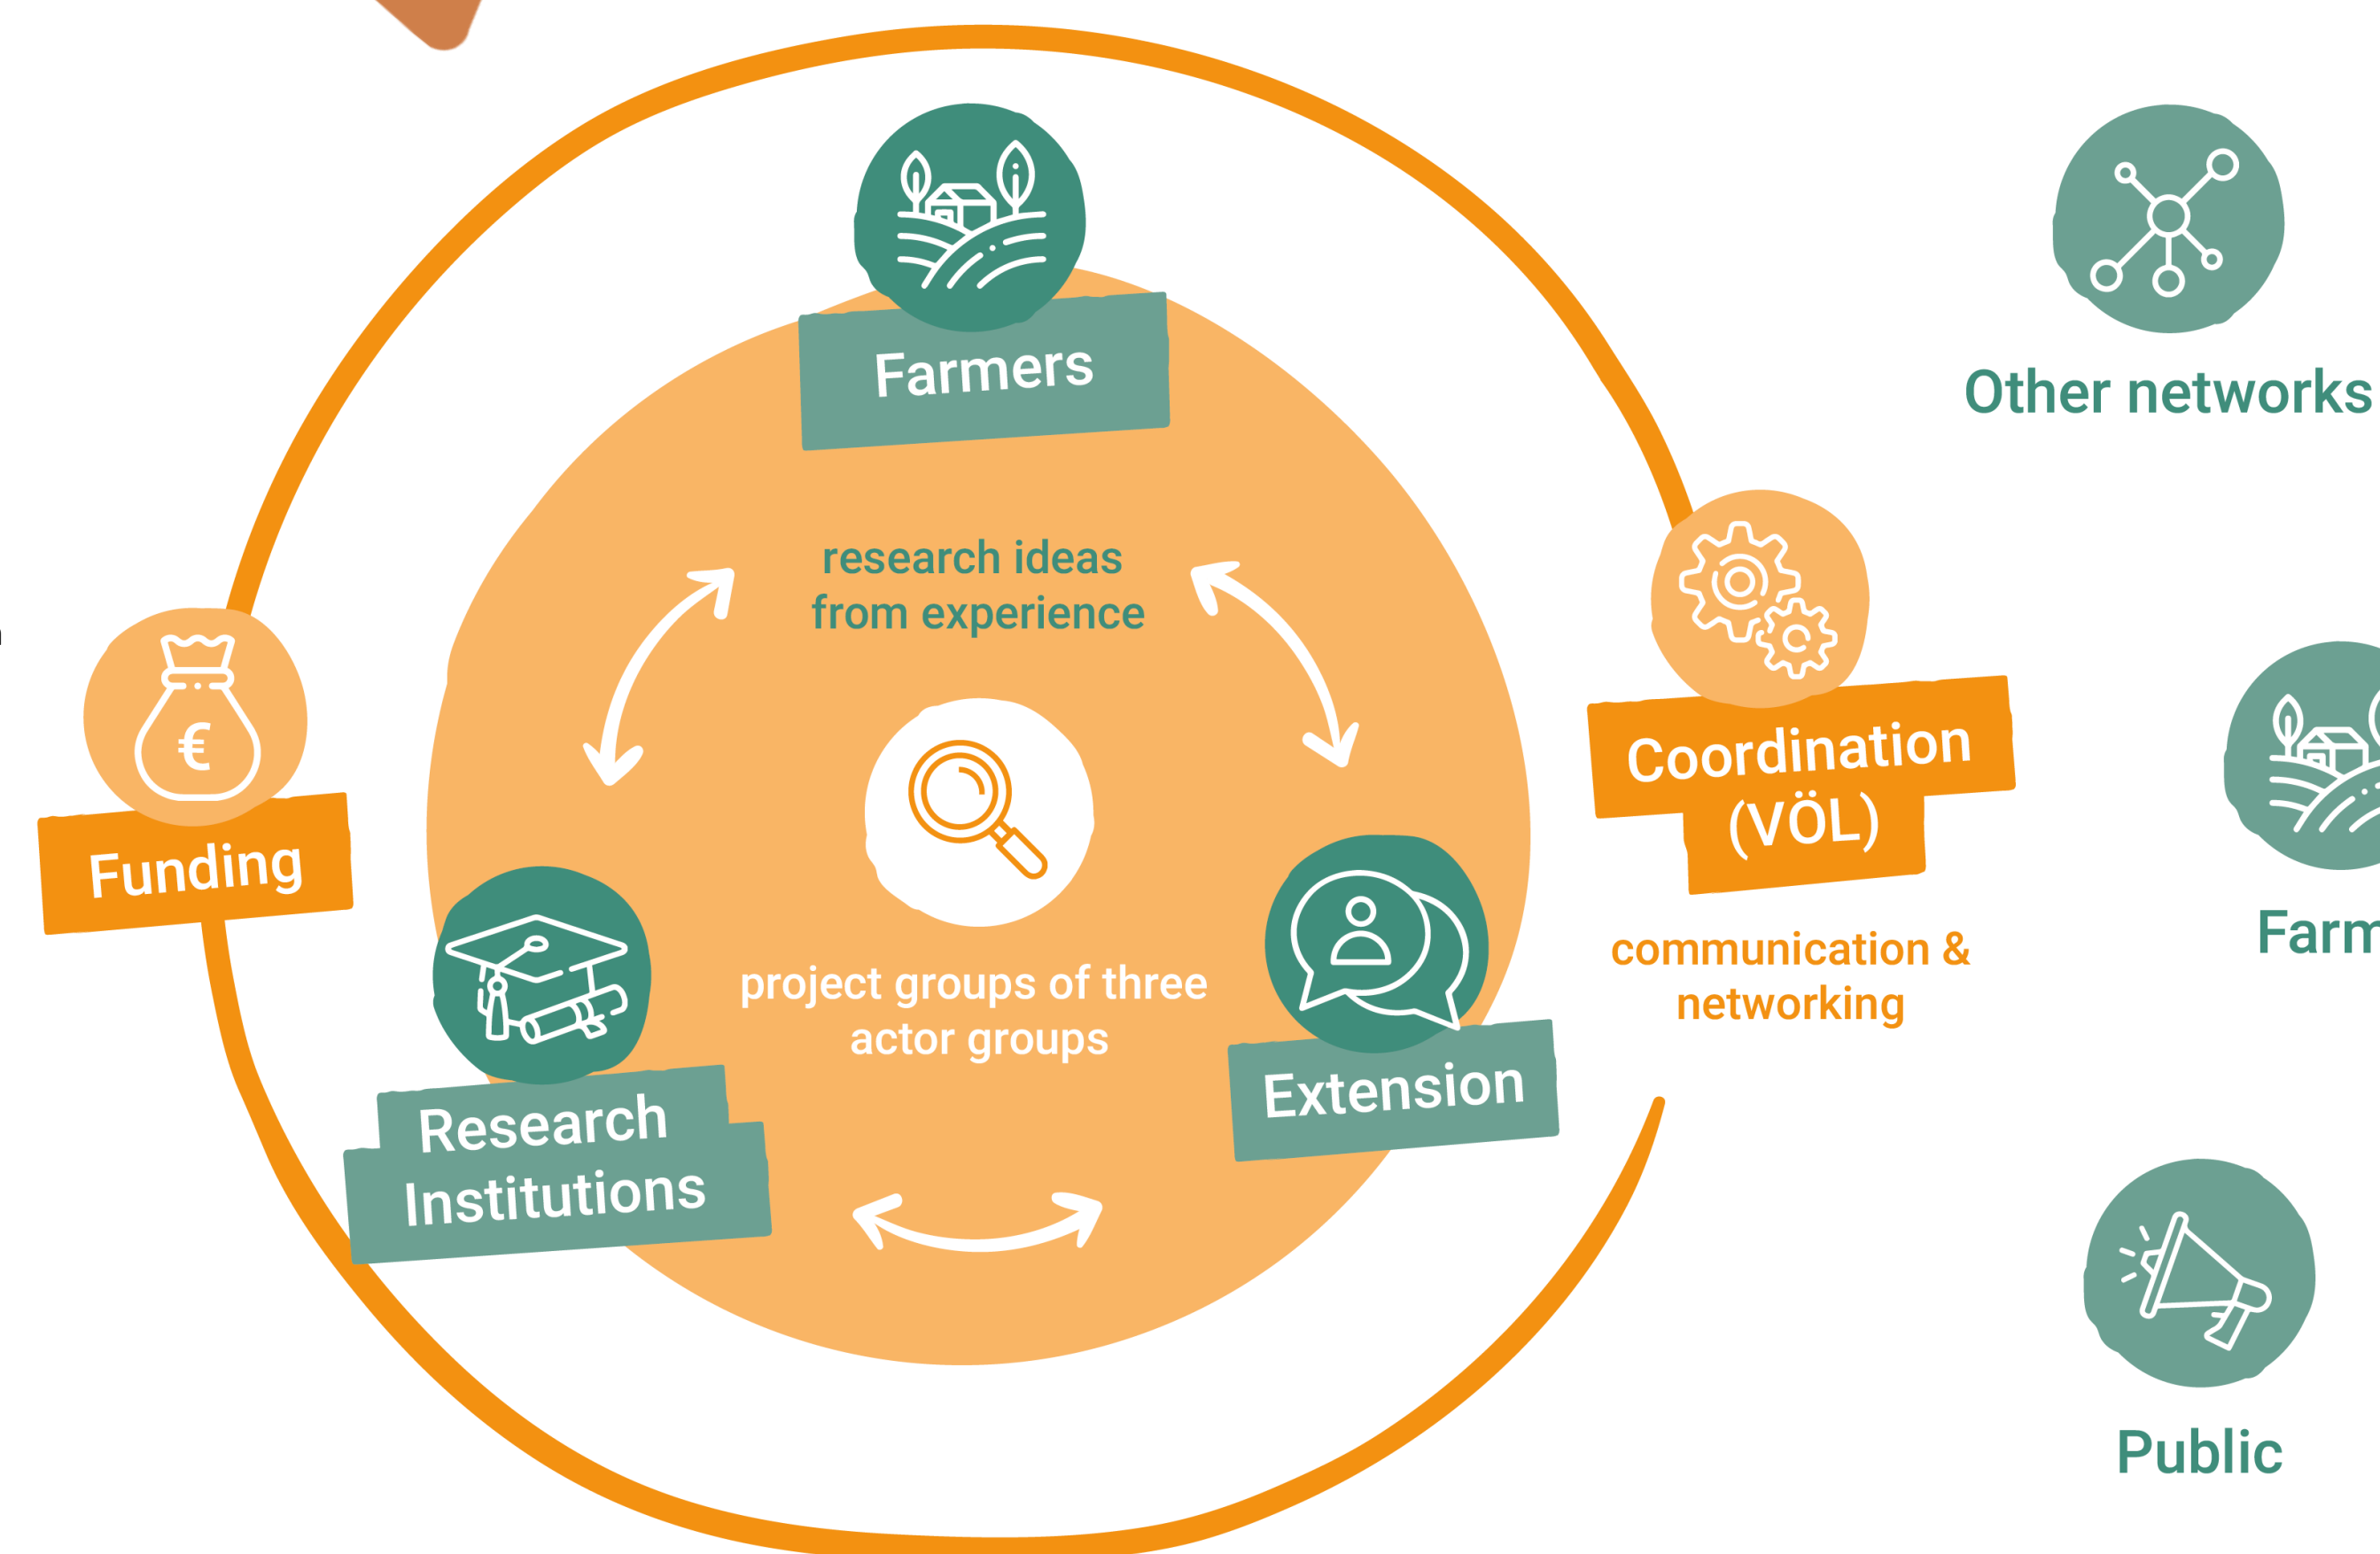 Farmers
Other networks
research ideas
from experience
Coordination
(VÖL)
communication &
networking
€
Funding
project groups of three
actor groups
Extension
Research
Institutions
Public